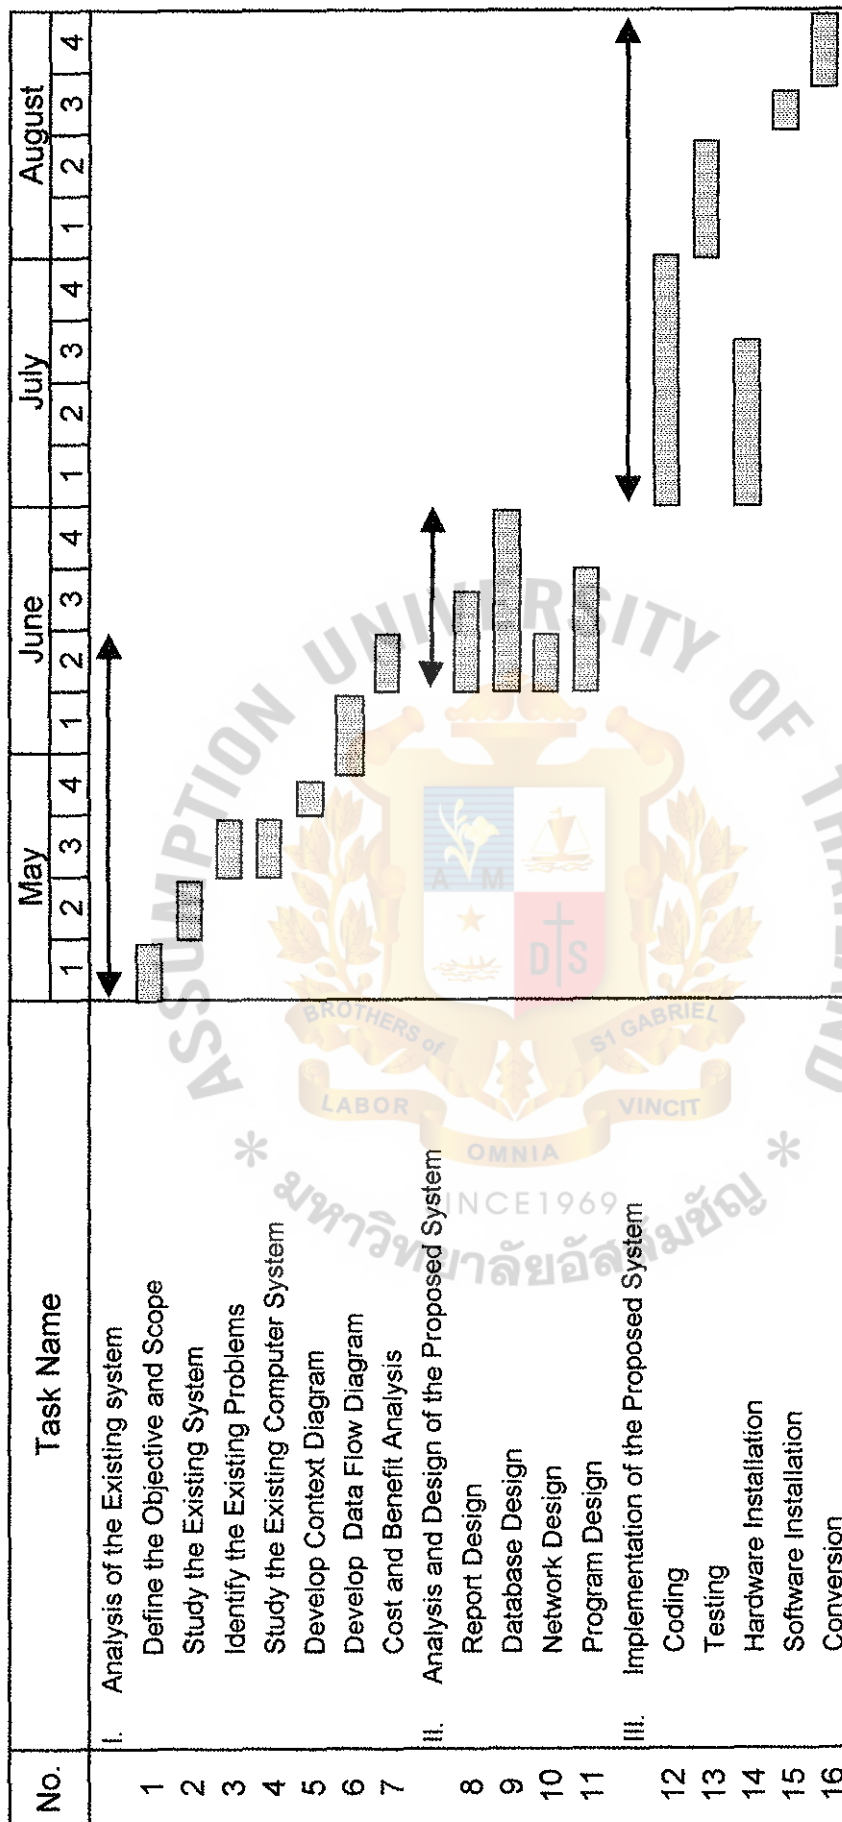 No. Task Name May June July August
1 2 3 4 1 2 3 4 1 2 3 4 1 2 3 4
I. Analysis of the Existing system
1 Define the Objective and Scope
2 Study the Existing System
3 Identify the Existing Problems
4 Study the Existing Computer System
5 Develop Context Diagram
6 Develop Data Flow Diagram
7 Cost and Benefit Analysis
II. Analysis and Design of the Proposed System
8 Report Design
9 Database Design
10 Network Design
11 Program Design
III. Implementation of the Proposed System
12 Coding
13 Testing
14 Hardware Installation
15 Software Installation
16 Conversion
ASSUMPTION UNIVERSITY OF THAILAND
A M
D S
BROTHERS of ST GABRIEL
LABOR
OMNIA
VINCIT
SINCE 1969
* มหาวิทยาลัยอัสสัมชัญ *